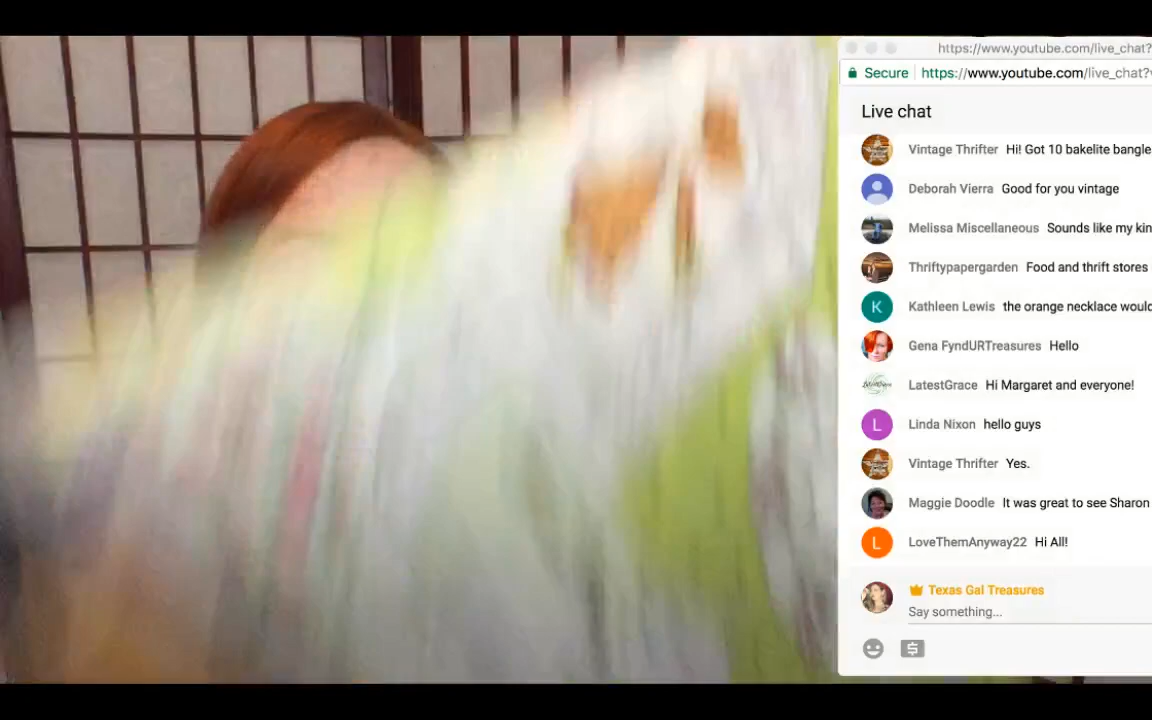 https://www.youtube.com/live_chat?
Secure https://www.youtube.com/live_chat?
Live chat
Vintage Thrifter Hi! Got 10 bakelite bangle
Deborah Vierra Good for you vintage
Melissa Miscellaneous Sounds like my kin
Thriftypapergarden Food and thrift stores
K Kathleen Lewis the orange necklace would
Gena FyndURTreasures Hello
LatestGrace Hi Margaret and everyone!
L Linda Nixon hello guys
Vintage Thrifter Yes.
Maggie Doodle It was great to see Sharon
L LoveThemAnyway22 Hi All!
Texas Gal Treasures
Say something...
$